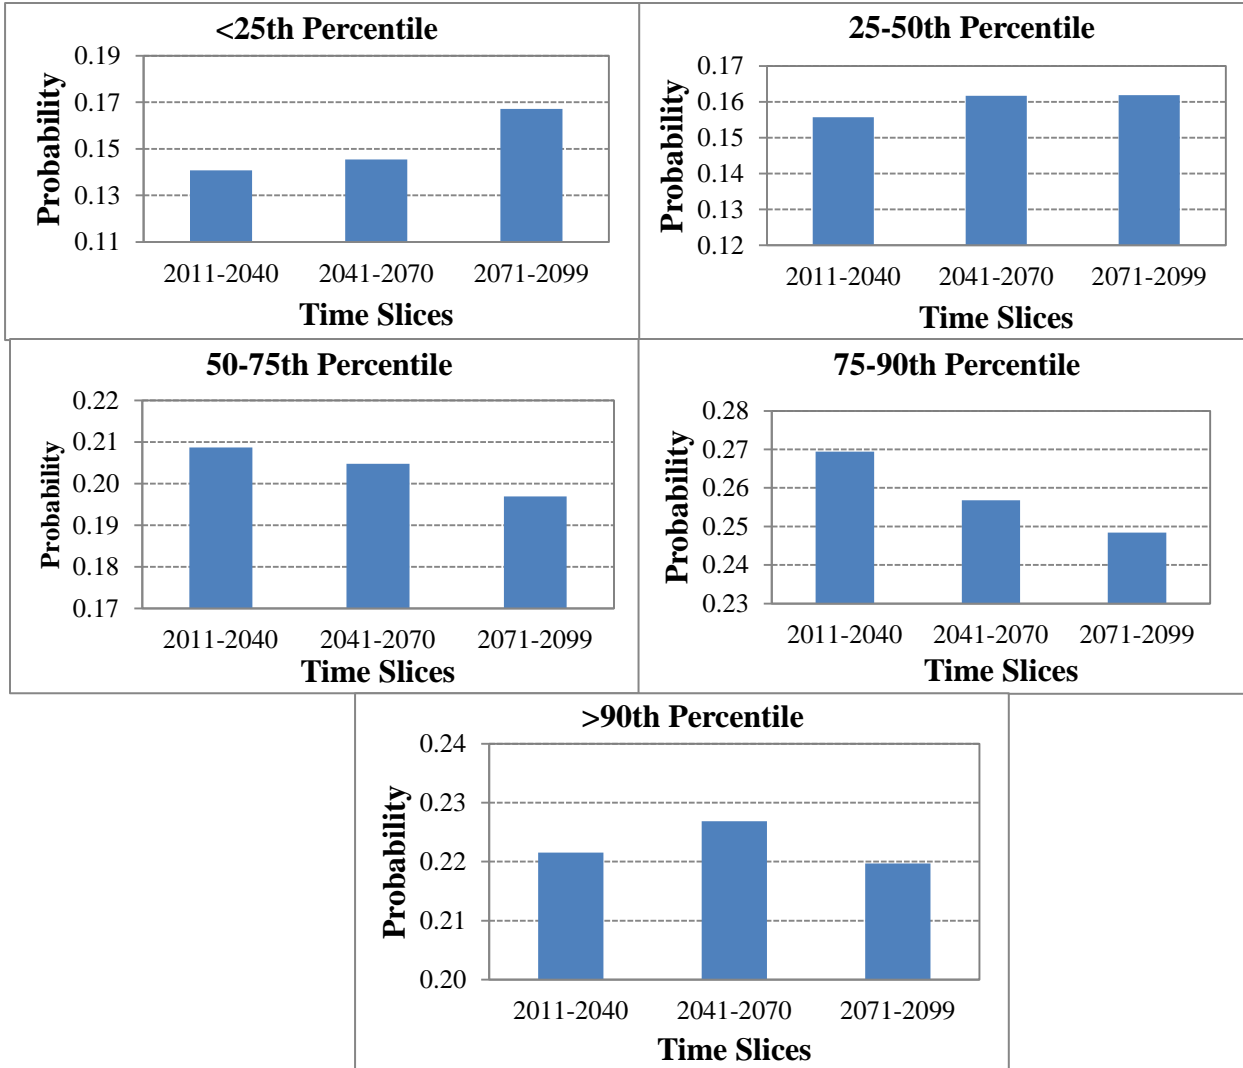 <25th Percentile
Probability
0.19
0.17
0.15
0.13
0.11
2011-2040 2041-2070 2071-2099
Time Slices
25-50th Percentile
Probability
0.17
0.16
0.15
0.14
0.13
0.12
2011-2040 2041-2070 2071-2099
Time Slices
50-75th Percentile
Probability
0.22
0.21
0.20
0.19
0.18
0.17
2011-2040 2041-2070 2071-2099
Time Slices
75-90th Percentile
Probability
0.28
0.27
0.26
0.25
0.24
0.23
2011-2040 2041-2070 2071-2099
Time Slices
>90th Percentile
Probability
0.24
0.23
0.22
0.21
0.20
2011-2040 2041-2070 2071-2099
Time Slices